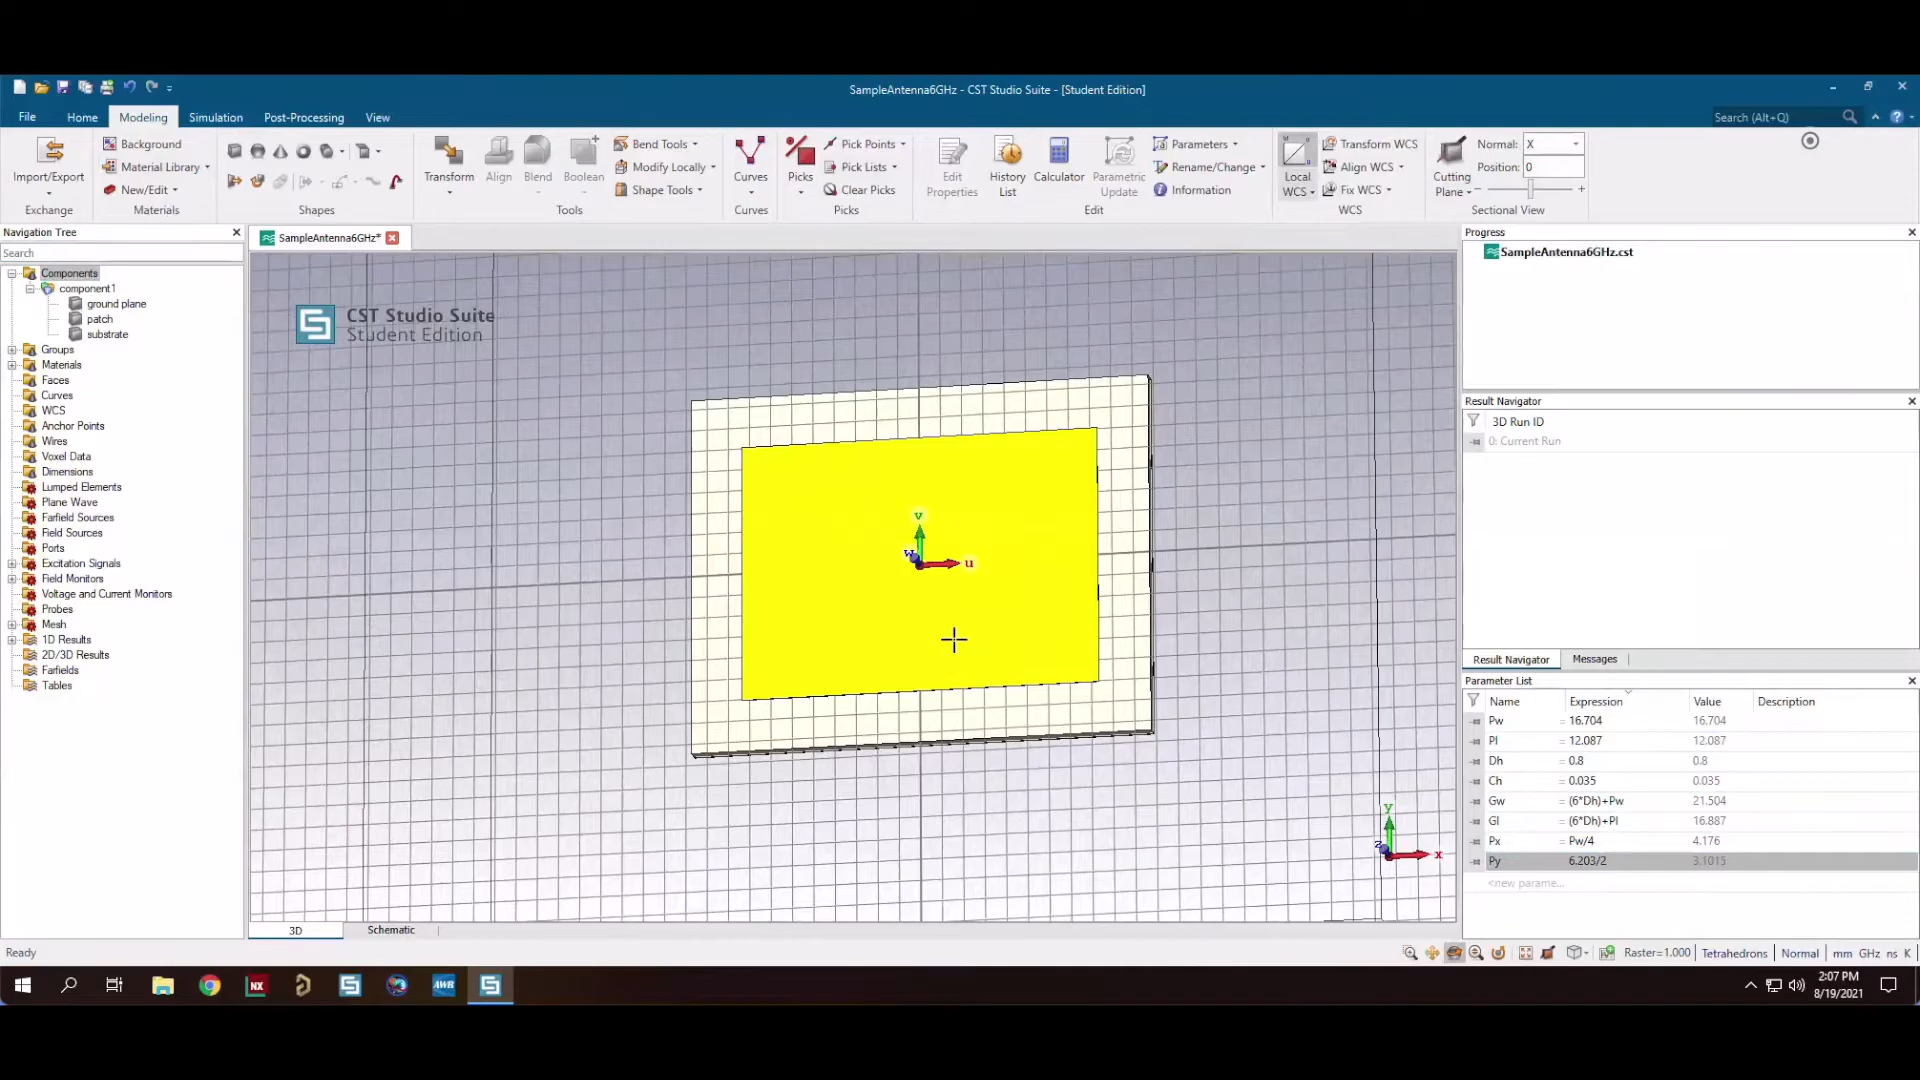 SampleAntenna6GHz - CST Studio Suite - [Student Edition]
File Home Modeling Simulation Post-Processing View
Search (Alt+Q)
Import/Export
Exchange
Background
Material Library
New/Edit
Materials
Shapes
Transform
Align
Blend
Boolean
Bend Tools
Modify Locally
Shape Tools
Tools
Curves
Curves
Picks
Pick Points
Pick Lists
Clear Picks
Picks
Edit Properties
History List
Calculator
Parametric Update
Parameters
Rename/Change
Information
Edit
Local WCS
Transform WCS
Align WCS
Fix WCS
WCS
Cutting Plane
Normal: X
Position: 0
Sectional View
Navigation Tree
Search
Components
component1
ground plane
patch
substrate
Groups
Materials
Faces
Curves
WCS
Anchor Points
Wires
Voxel Data
Dimensions
Lumped Elements
Plane Wave
Farfield Sources
Field Sources
Ports
Excitation Signals
Field Monitors
Voltage and Current Monitors
Probes
Mesh
1D Results
2D/3D Results
Farfields
Tables
SampleAntenna6GHz*
CST Studio Suite
Student Edition
v
w
u
y
z
x
3D Schematic
Progress
SampleAntenna6GHz.cst
Result Navigator
3D Run ID
0: Current Run
Result Navigator Messages
Parameter List
Name Expression Value Description
Pw = 16.704 16.704
Pl = 12.087 12.087
Dh = 0.8 0.8
Ch = 0.035 0.035
Gw = (6*Dh)+Pw 21.504
Gl = (6*Dh)+Pl 16.887
Px = Pw/4 4.176
Py 6.203/2 3.1015
<new parame...
Ready
Raster=1.000 Tetrahedrons Normal mm GHz ns K
NX
AWR
2:07 PM
8/19/2021